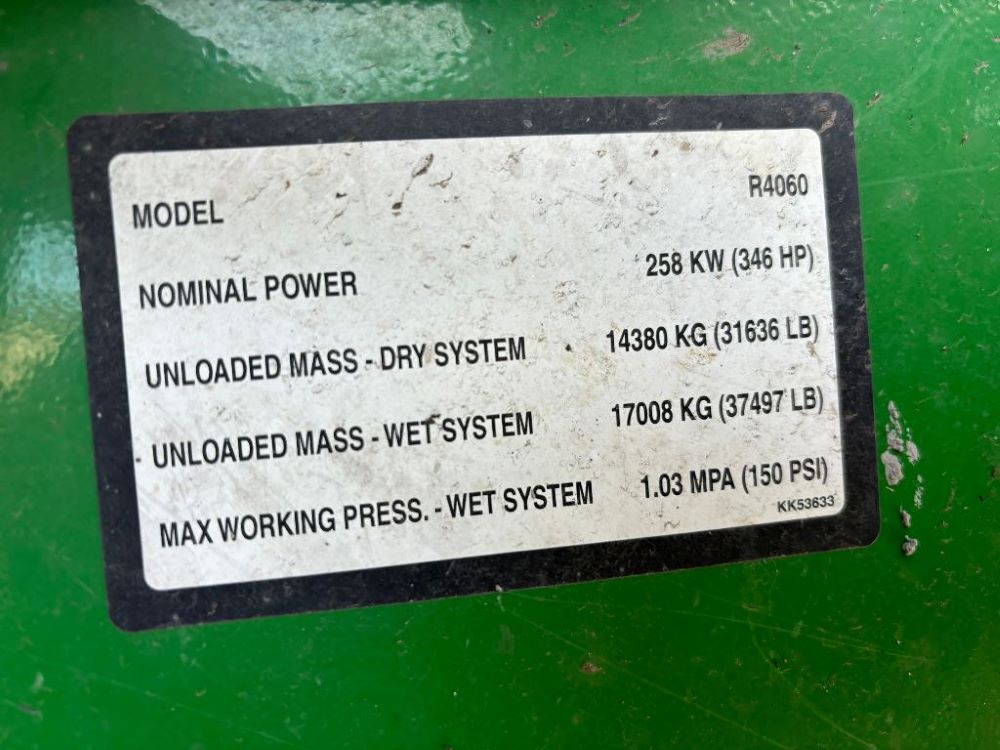 MODEL R4060
NOMINAL POWER 258 KW (346 HP)
UNLOADED MASS - DRY SYSTEM 14380 KG (31636 LB)
UNLOADED MASS - WET SYSTEM 17008 KG (37497 LB)
MAX WORKING PRESS. - WET SYSTEM 1.03 MPA (150 PSI)
KK53633